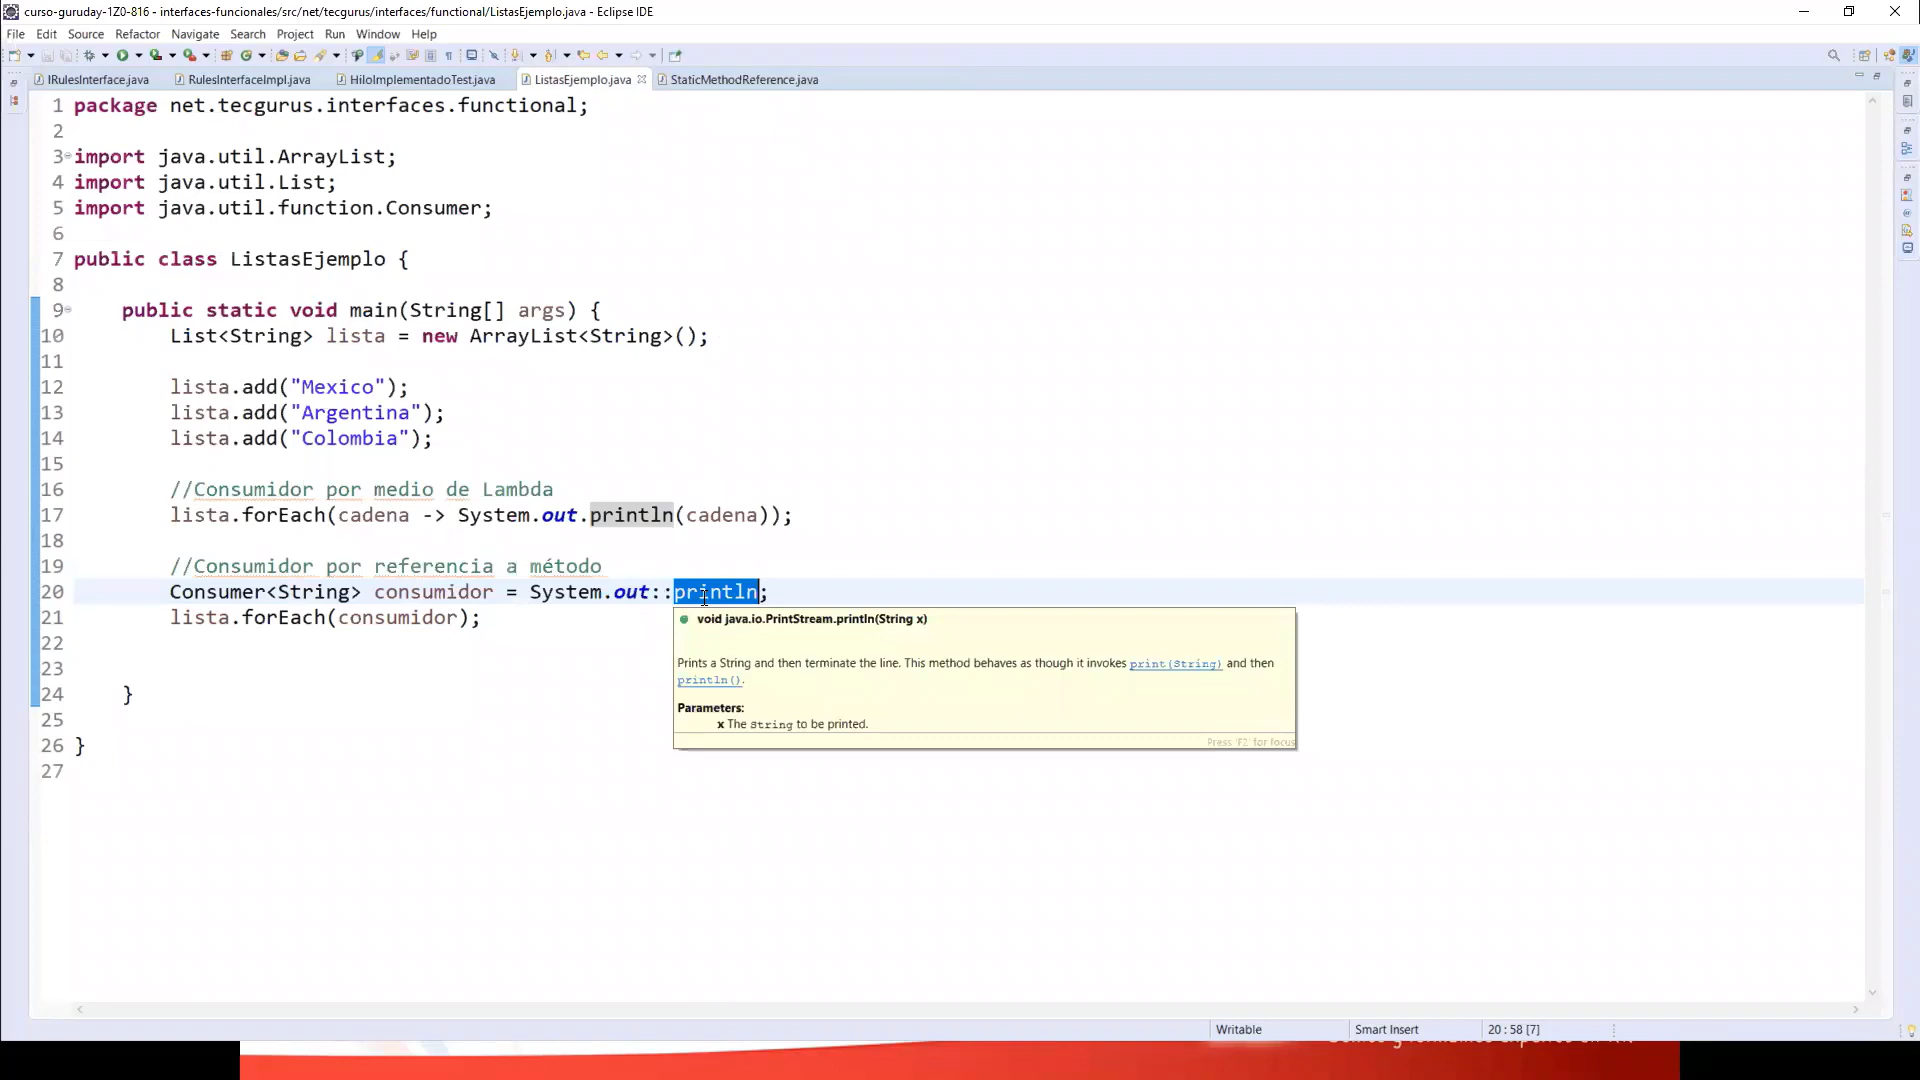 curso-guruday-1Z0-816 - interfaces-funcionales/src/net/tecgurus/interfaces/functional/ListasEjemplo.java - Eclipse IDE
File Edit Source Refactor Navigate Search Project Run Window Help
IRulesInterface.java RulesInterfaceImpl.java HiloImplementadoTest.java ListasEjemplo.java StaticMethodReference.java
1 package net.tecgurus.interfaces.functional;
2
3 import java.util.ArrayList;
4 import java.util.List;
5 import java.util.function.Consumer;
6
7 public class ListasEjemplo {
8
9 public static void main(String[] args) {
10 List<String> lista = new ArrayList<String>();
11
12 lista.add("Mexico");
13 lista.add("Argentina");
14 lista.add("Colombia");
15
16 //Consumidor por medio de Lambda
17 lista.forEach(cadena -> System.out.println(cadena));
18
19 //Consumidor por referencia a método
20 Consumer<String> consumidor = System.out::println;
21 lista.forEach(consumidor);
22
23
24 }
25
26 }
27
void java.io.PrintStream.println(String x)
Prints a String and then terminate the line. This method behaves as though it invokes print(String) and then
println().
Parameters:
x The String to be printed.
Press 'F2' for focus
Writable Smart Insert 20 : 58 [7]